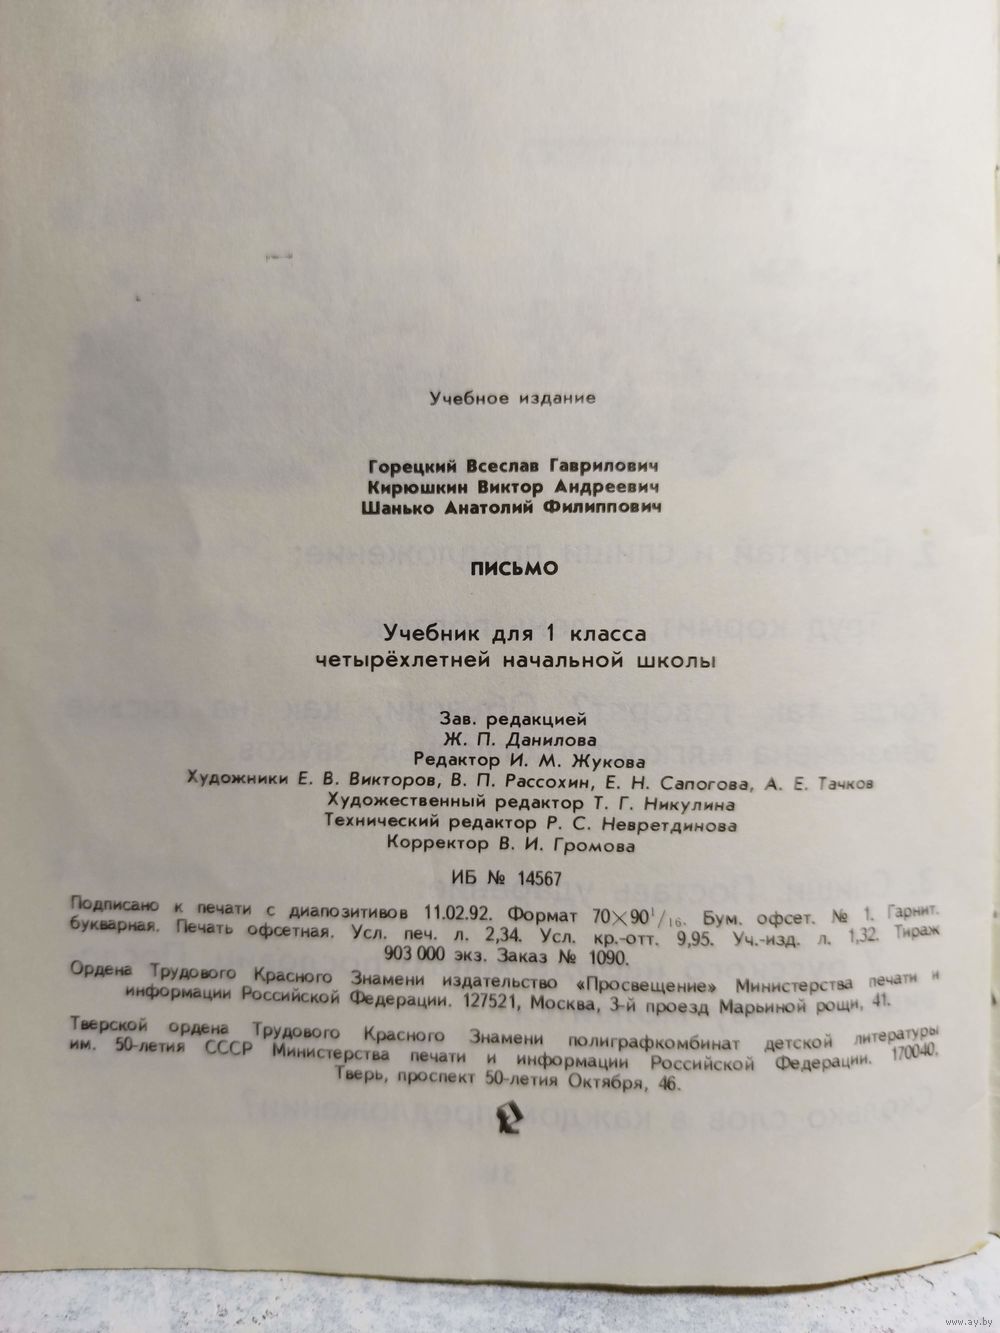 Учебное издание
Горецкий Всеслав Гаврилович
Кирюшкин Виктор Андреевич
Шанько Анатолий Филиппович
ПИСЬМО
Учебник для 1 класса
четырёхлетней начальной школы
Зав. редакцией
Ж. П. Данилова
Редактор И. М. Жукова
Художники Е. В. Викторов, В. П. Рассохин, Е. Н. Сапогова, А. Е. Тачков
Художественный редактор Т. Г. Никулина
Технический редактор Р. С. Невретдинова
Корректор В. И. Громова
ИБ № 14567
Подписано к печати с диапозитивов 11.02.92. Формат 70×90¹/₁₆. Бум. офсет. № 1. Гарнит.
букварная. Печать офсетная. Усл. печ. л. 2,34. Усл. кр.-отт. 9,95. Уч.-изд. л. 1,32. Тираж
903 000 экз. Заказ № 1090.
Ордена Трудового Красного Знамени издательство «Просвещение» Министерства печати и
информации Российской Федерации. 127521, Москва, 3-й проезд Марьиной рощи, 41.
Тверской ордена Трудового Красного Знамени полиграфкомбинат детской литературы
им. 50-летия СССР Министерства печати и информации Российской Федерации. 170040,
Тверь, проспект 50-летия Октября, 46.
www.ay.by